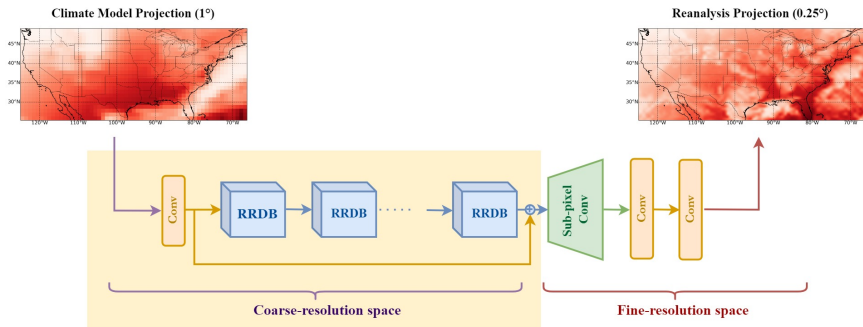 Climate Model Projection (1°)
Reanalysis Projection (0.25°)
45°N
40°N
35°N
30°N
120°W 110°W 100°W 90°W 80°W 70°W
45°N
40°N
35°N
30°N
120°W 110°W 100°W 90°W 80°W 70°W
Conv
RRDB
RRDB
RRDB
Sub-pixel
Conv
Conv
Conv
Coarse-resolution space
Fine-resolution space